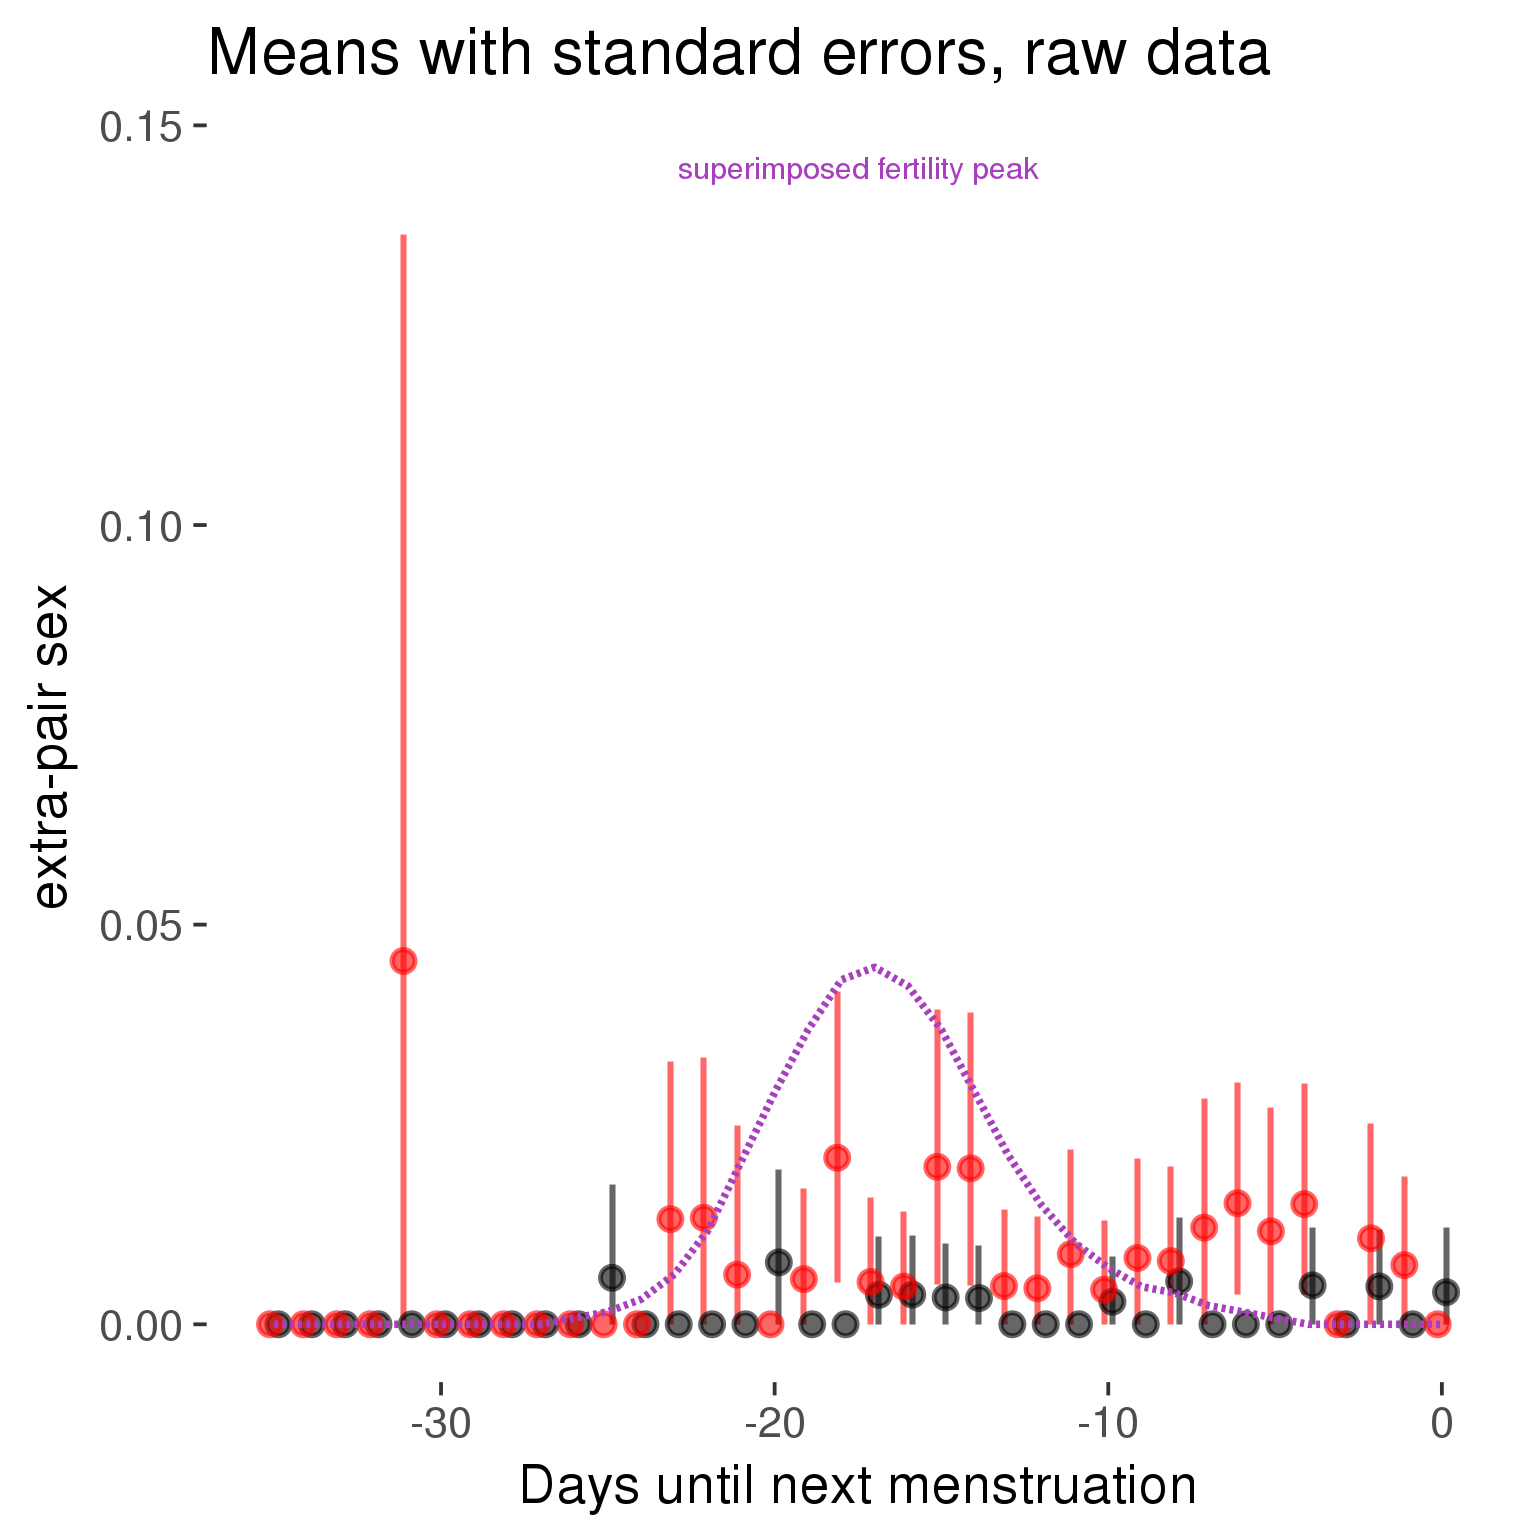 Means with standard errors, raw data
0.15
superimposed fertility peak
0.10
0.05
0.00
extra-pair sex
-30
-20
-10
0
Days until next menstruation